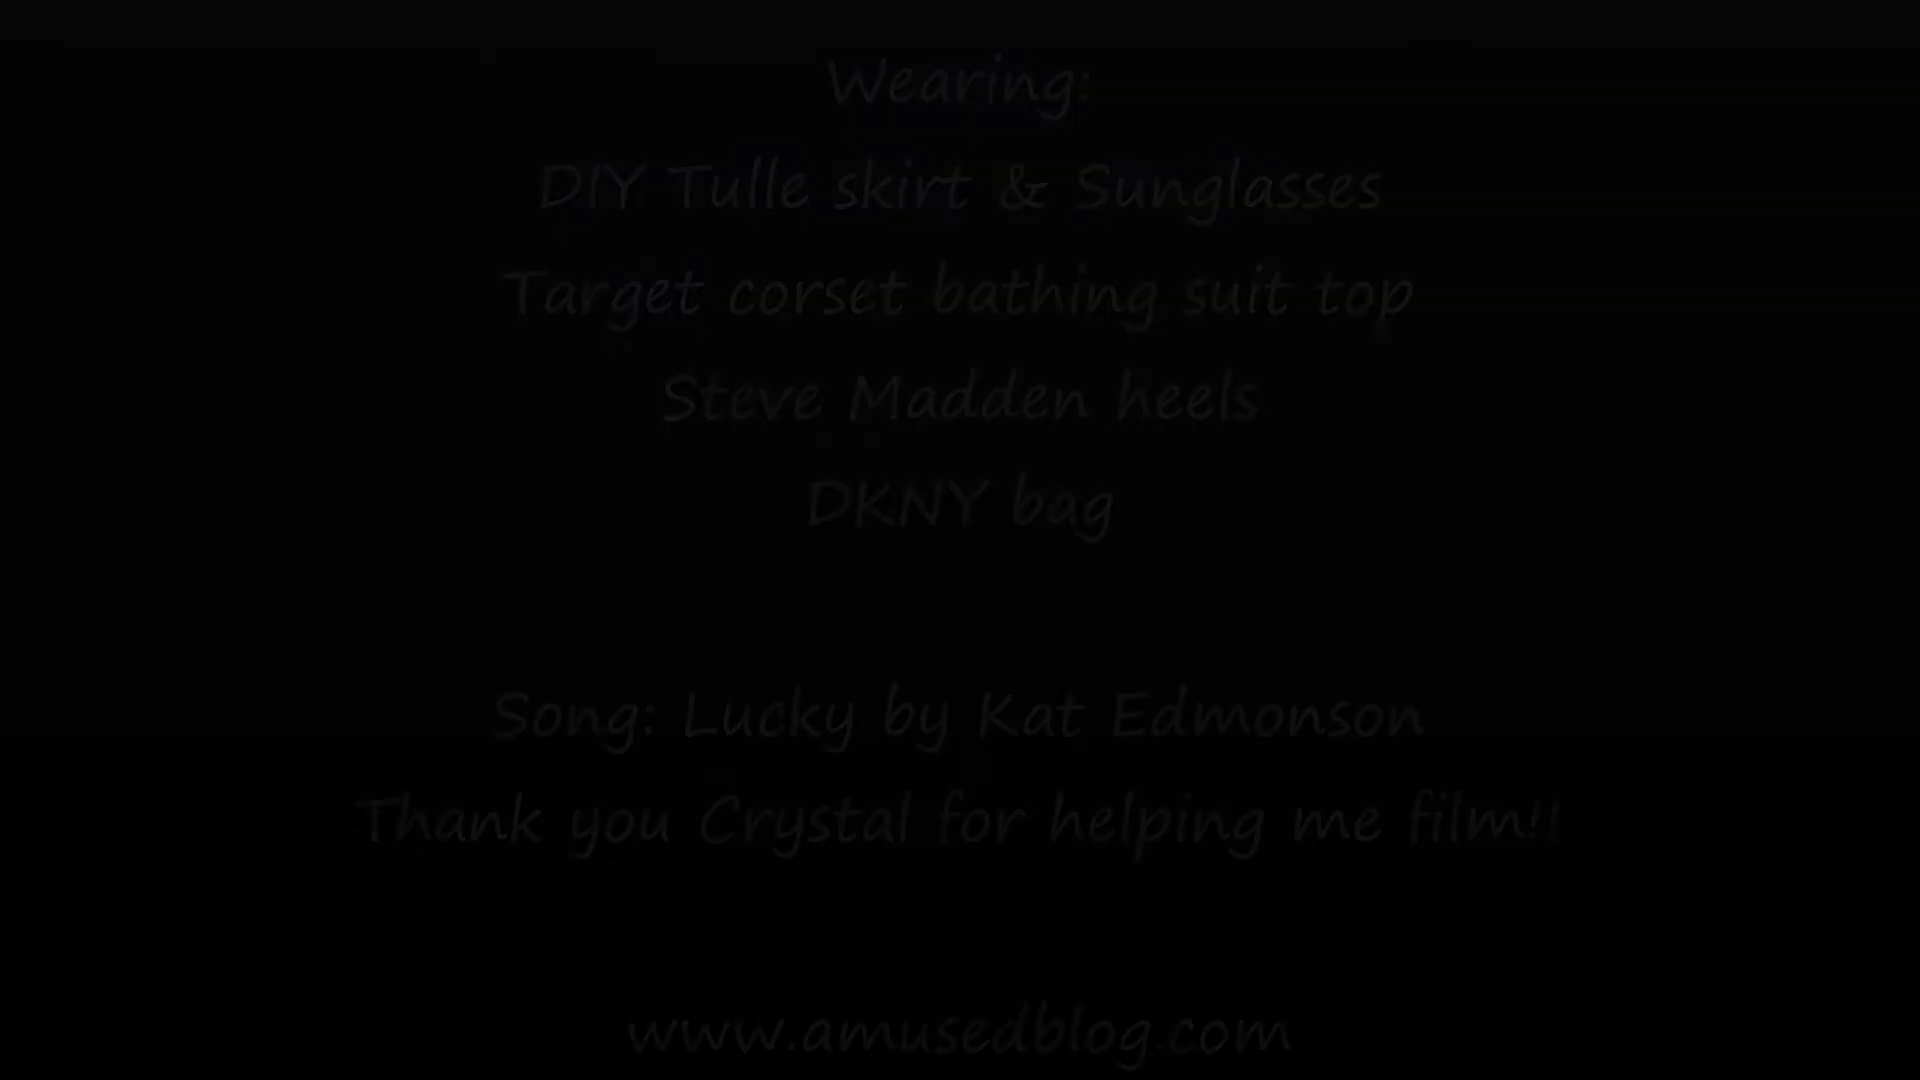 Wearing:
DIY Tulle skirt & Sunglasses
Target corset bathing suit top
Steve Madden heels
DKNY bag
Song: Lucky by Kat Edmonson
Thank you Crystal for helping me film!!
www.amusedblog.com